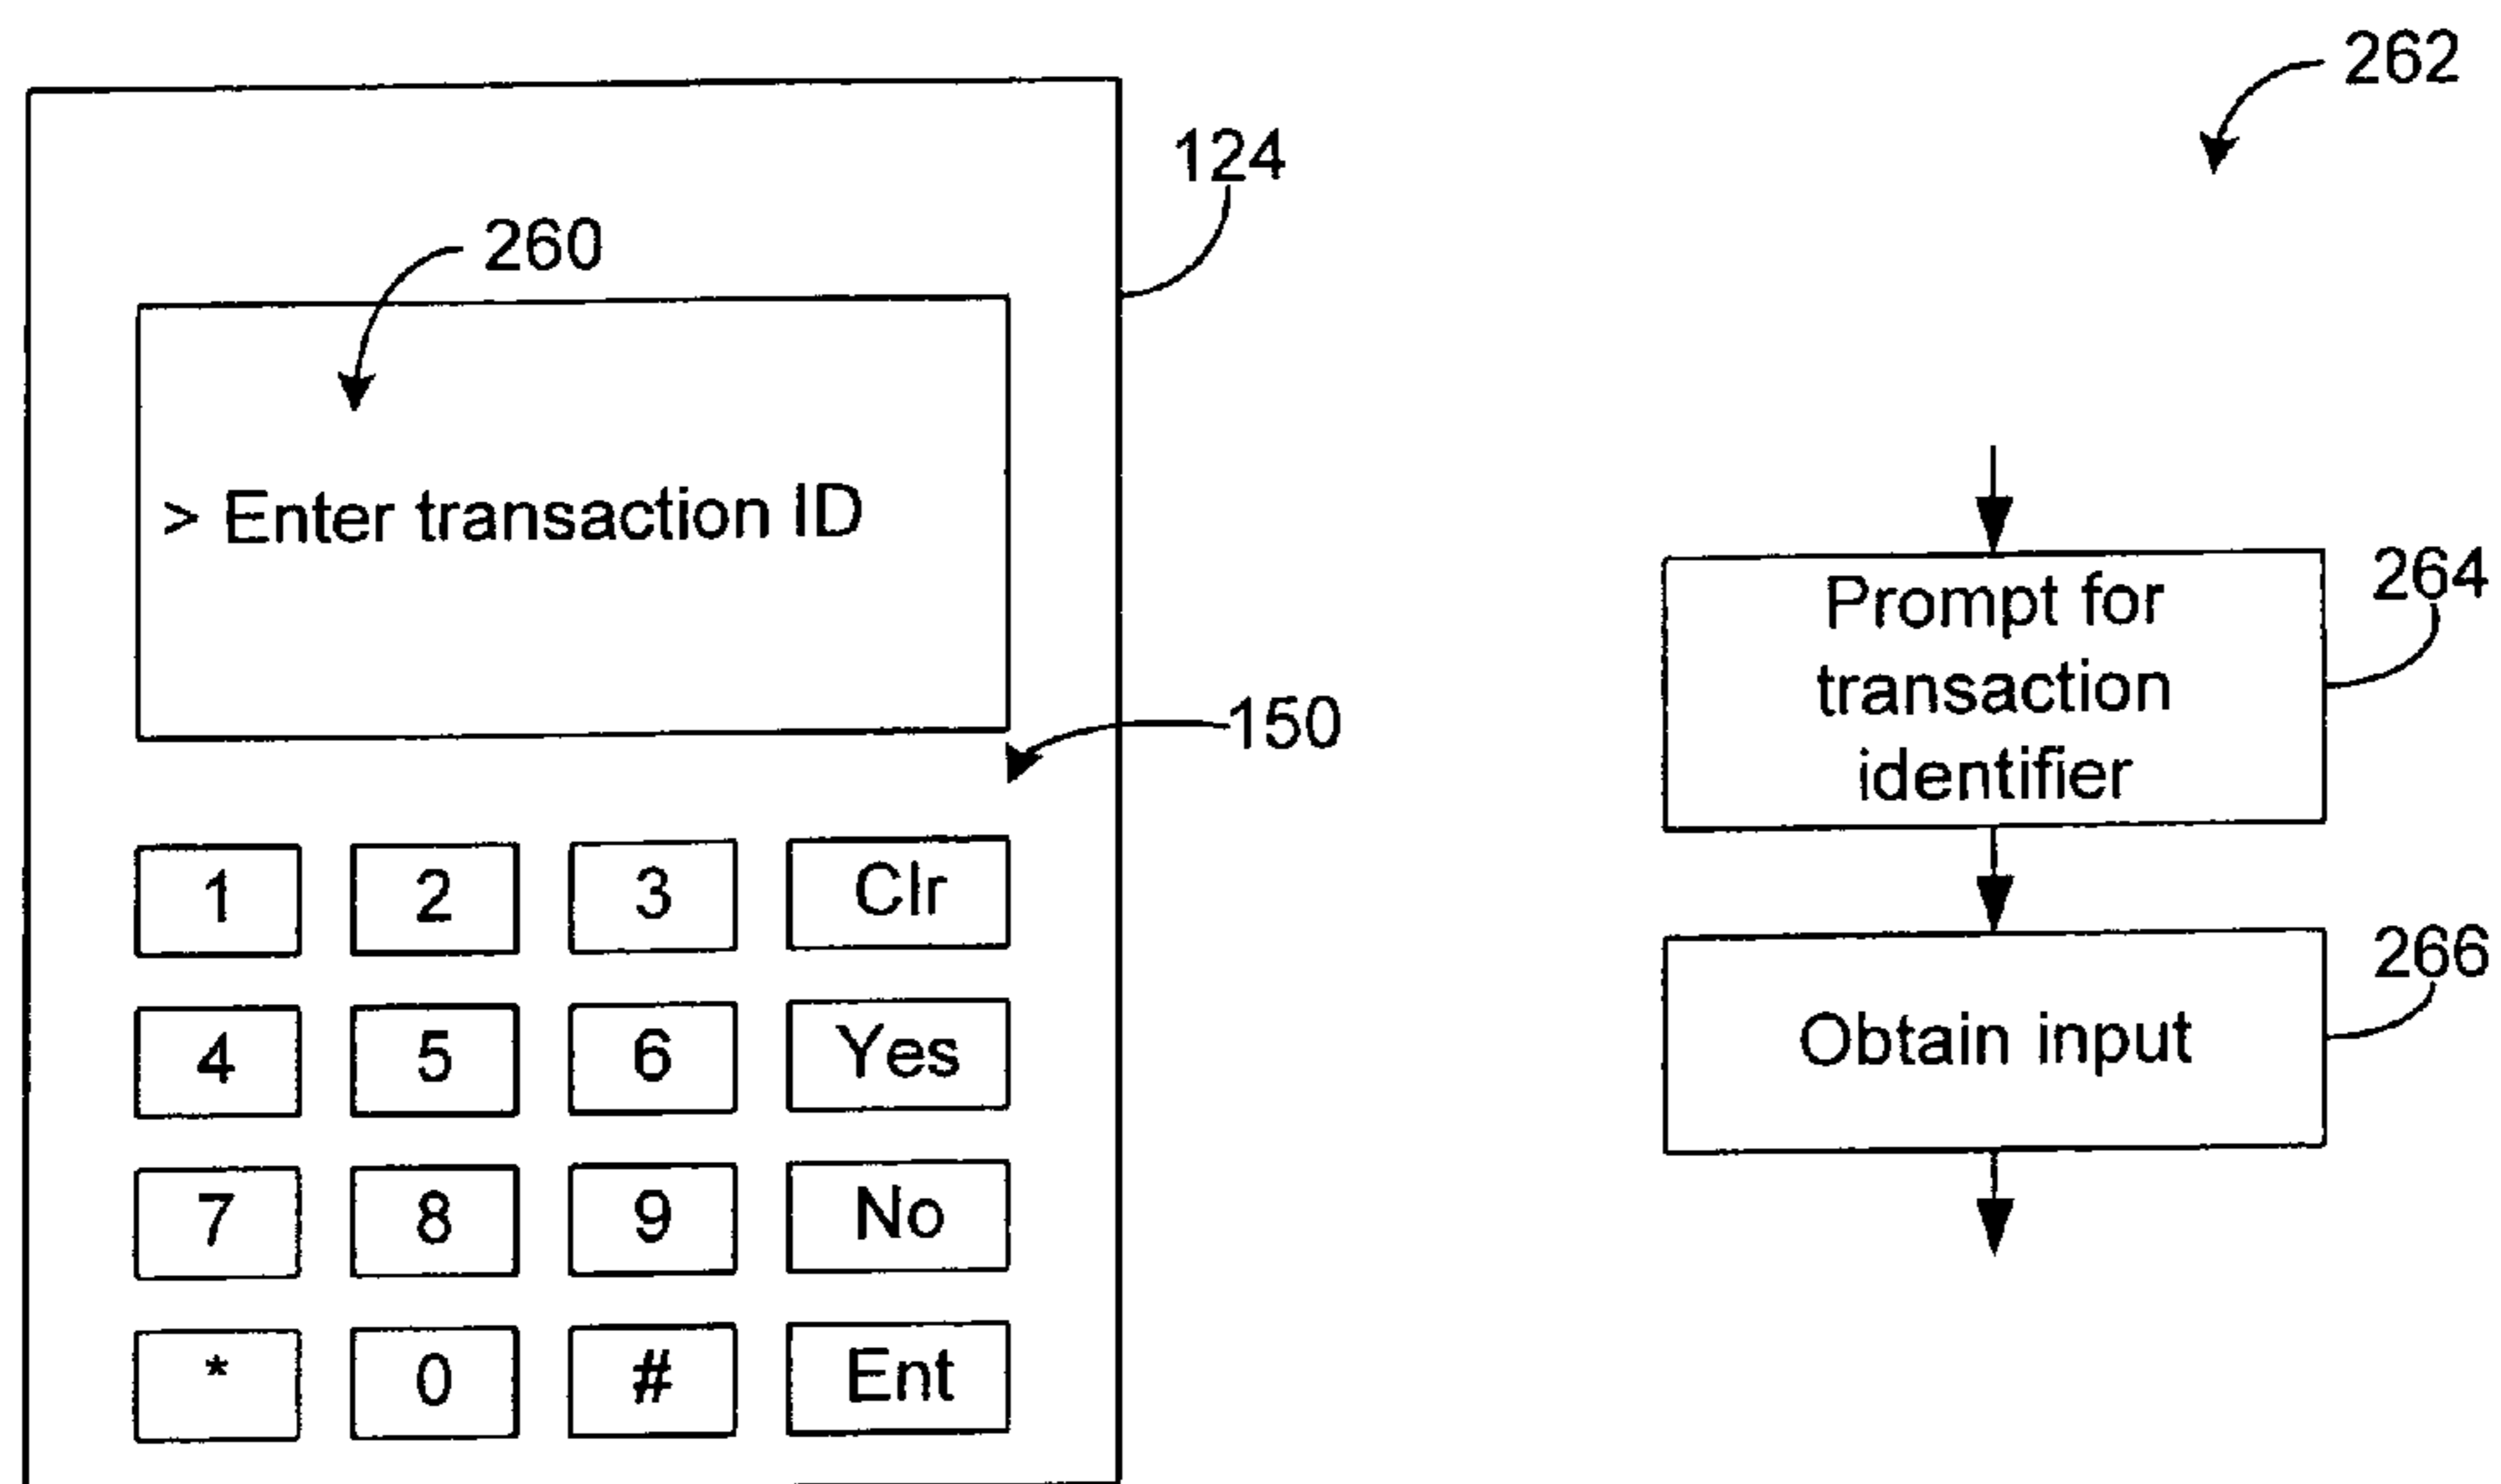 262
124
260
> Enter transaction ID
150
1 2 3 Clr
4 5 6 Yes
7 8 9 No
* 0 # Ent
264
Prompt for
transaction
identifier
266
Obtain input